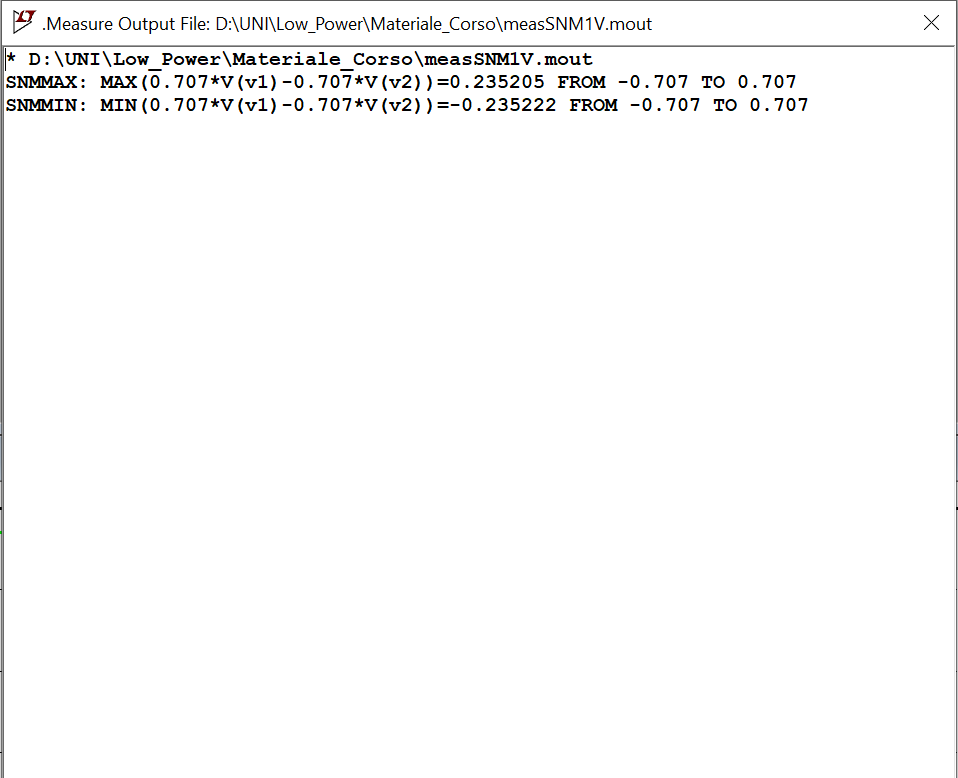 .Measure Output File: D:\UNI\Low_Power\Materiale_Corso\measSNM1V.mout
* D:\UNI\Low_Power\Materiale_Corso\measSNM1V.mout
SNMMAX: MAX(0.707*V(v1)-0.707*V(v2))=0.235205 FROM -0.707 TO 0.707
SNMMIN: MIN(0.707*V(v1)-0.707*V(v2))=-0.235222 FROM -0.707 TO 0.707